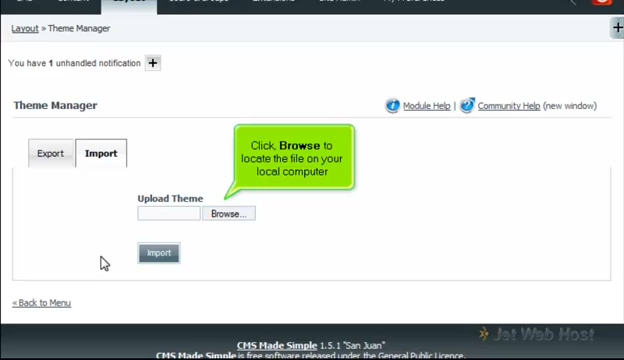 Layout » Theme Manager
You have 1 unhandled notification
Theme Manager
Module Help | Community Help (new window)
Export Import
Click, Browse to
locate the file on your
local computer
Upload Theme
Browse...
Import
« Back to Menu
Jet Web Host
CMS Made Simple 1.5.1 "San Juan"
CMS Made Simple is free software released under the General Public Licence.